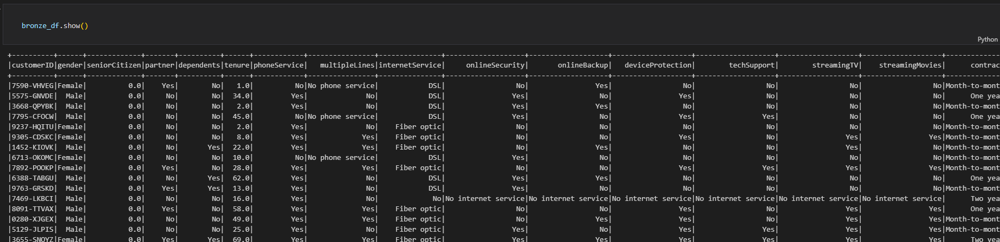 bronze_df.show()
Python
+----------+------+-------------+-------+----------+------+------------+----------------+---------------+-------------------+-------------------+-------------------+-------------------+-------------------+-------------------+-------------
|customerID|gender|seniorCitizen|partner|dependents|tenure|phoneService|   multipleLines|internetService|     onlineSecurity|       onlineBackup|   deviceProtection|        techSupport|        streamingTV|    streamingMovies|      contrac
+----------+------+-------------+-------+----------+------+------------+----------------+---------------+-------------------+-------------------+-------------------+-------------------+-------------------+-------------------+-------------
|7590-VHVEG|Female|          0.0|    Yes|        No|   1.0|          No|No phone service|            DSL|                 No|                Yes|                 No|                 No|                 No|                 No|Month-to-mont
|5575-GNVDE|  Male|          0.0|     No|        No|  34.0|         Yes|              No|            DSL|                Yes|                 No|                Yes|                 No|                 No|                 No|      One yea
|3668-QPYBK|  Male|          0.0|     No|        No|   2.0|         Yes|              No|            DSL|                Yes|                Yes|                 No|                 No|                 No|                 No|Month-to-mont
|7795-CFOCW|  Male|          0.0|     No|        No|  45.0|          No|No phone service|            DSL|                Yes|                 No|                Yes|                Yes|                 No|                 No|      One yea
|9237-HQITU|Female|          0.0|     No|        No|   2.0|         Yes|              No|    Fiber optic|                 No|                 No|                 No|                 No|                 No|                 No|Month-to-mont
|9305-CDSKC|Female|          0.0|     No|        No|   8.0|         Yes|             Yes|    Fiber optic|                 No|                 No|                Yes|                 No|                Yes|                Yes|Month-to-mont
|1452-KIOVK|  Male|          0.0|     No|       Yes|  22.0|         Yes|             Yes|    Fiber optic|                 No|                Yes|                 No|                 No|                Yes|                 No|Month-to-mont
|6713-OKOMC|Female|          0.0|     No|        No|  10.0|          No|No phone service|            DSL|                Yes|                 No|                 No|                 No|                 No|                 No|Month-to-mont
|7892-POOKP|Female|          0.0|    Yes|        No|  28.0|         Yes|             Yes|    Fiber optic|                 No|                 No|                Yes|                Yes|                Yes|                Yes|Month-to-mont
|6388-TABGU|  Male|          0.0|     No|       Yes|  62.0|         Yes|              No|            DSL|                Yes|                Yes|                 No|                 No|                 No|                 No|      One yea
|9763-GRSKD|  Male|          0.0|    Yes|       Yes|  13.0|         Yes|              No|            DSL|                Yes|                 No|                 No|                 No|                 No|                 No|Month-to-mont
|7469-LKBCI|  Male|          0.0|     No|        No|  16.0|         Yes|              No|             No|No internet service|No internet service|No internet service|No internet service|No internet service|No internet service|      Two yea
|8091-TTVAX|  Male|          0.0|    Yes|        No|  58.0|         Yes|             Yes|    Fiber optic|                 No|                 No|                Yes|                 No|                Yes|                Yes|      One yea
|0280-XJGEX|  Male|          0.0|     No|        No|  49.0|         Yes|             Yes|    Fiber optic|                 No|                Yes|                Yes|                 No|                Yes|                Yes|Month-to-mont
|5129-JLPIS|  Male|          0.0|     No|        No|  25.0|         Yes|              No|    Fiber optic|                Yes|                 No|                Yes|                Yes|                Yes|                Yes|Month-to-mont
|3655-SNQYZ|Female|          0.0|    Yes|       Yes|  69.0|         Yes|             Yes|    Fiber optic|                Yes|                Yes|                Yes|                Yes|                Yes|                Yes|      Two yea